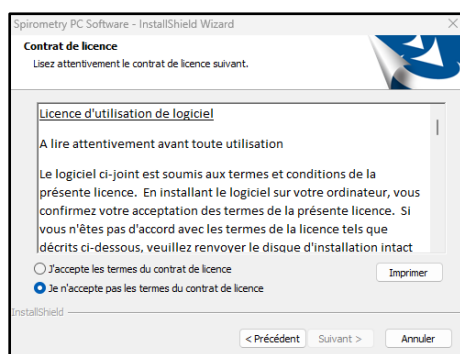 Spirometry PC Software - InstallShield Wizard
Contrat de licence
Lisez attentivement le contrat de licence suivant.
Licence d'utilisation de logiciel
A lire attentivement avant toute utilisation
Le logiciel ci-joint est soumis aux termes et conditions de la
présente licence.  En installant le logiciel sur votre ordinateur, vous
confirmez votre acceptation des termes de la présente licence.  Si
vous n'êtes pas d'accord avec les termes de la licence tels que
décrits ci-dessous, veuillez renvoyer le disque d'installation intact
J'accepte les termes du contrat de licence
Imprimer
Je n'accepte pas les termes du contrat de licence
InstallShield
< Précédent
Suivant >
Annuler